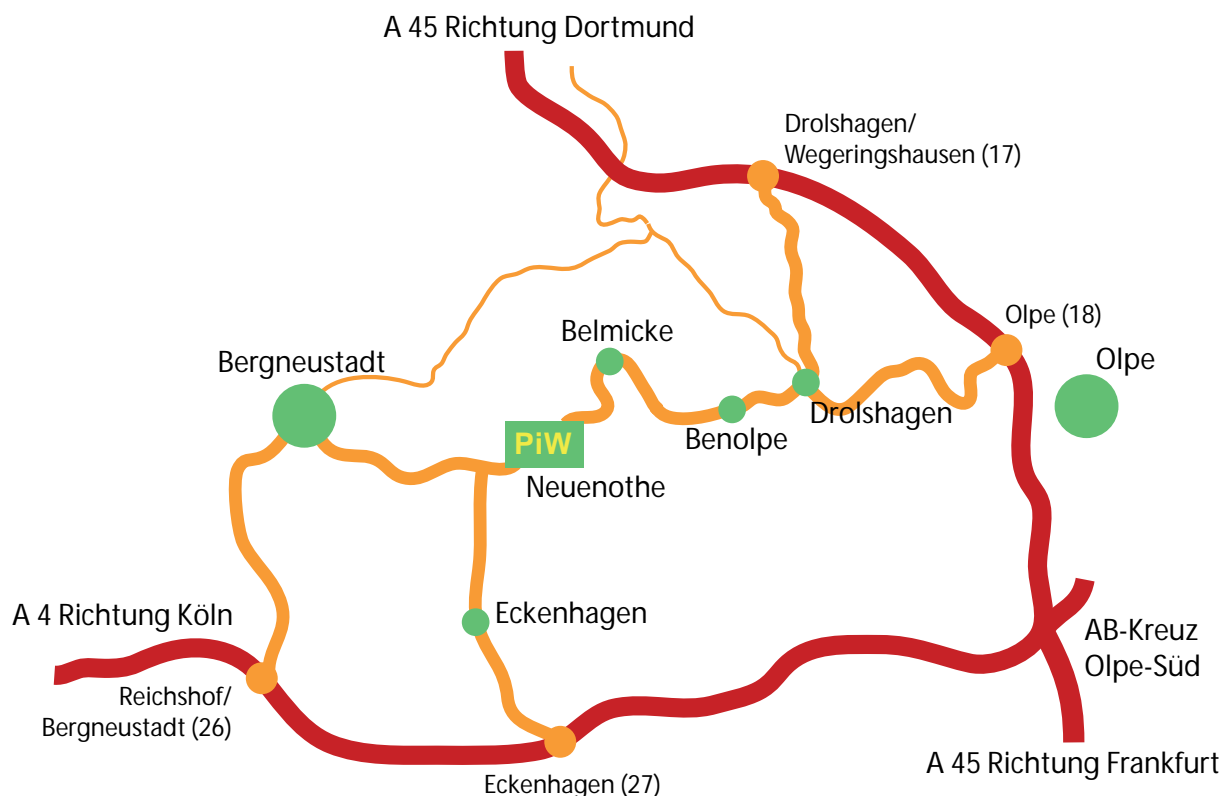 A 45 Richtung Dortmund
Drolshagen/
Wegeringshausen (17)
Olpe (18)
Belmicke
Bergneustadt
Olpe
Drolshagen
PiW
Benolpe
Neuenothe
A 4 Richtung Köln
Eckenhagen
AB-Kreuz
Olpe-Süd
Reichshof/
Bergneustadt (26)
A 45 Richtung Frankfurt
Eckenhagen (27)